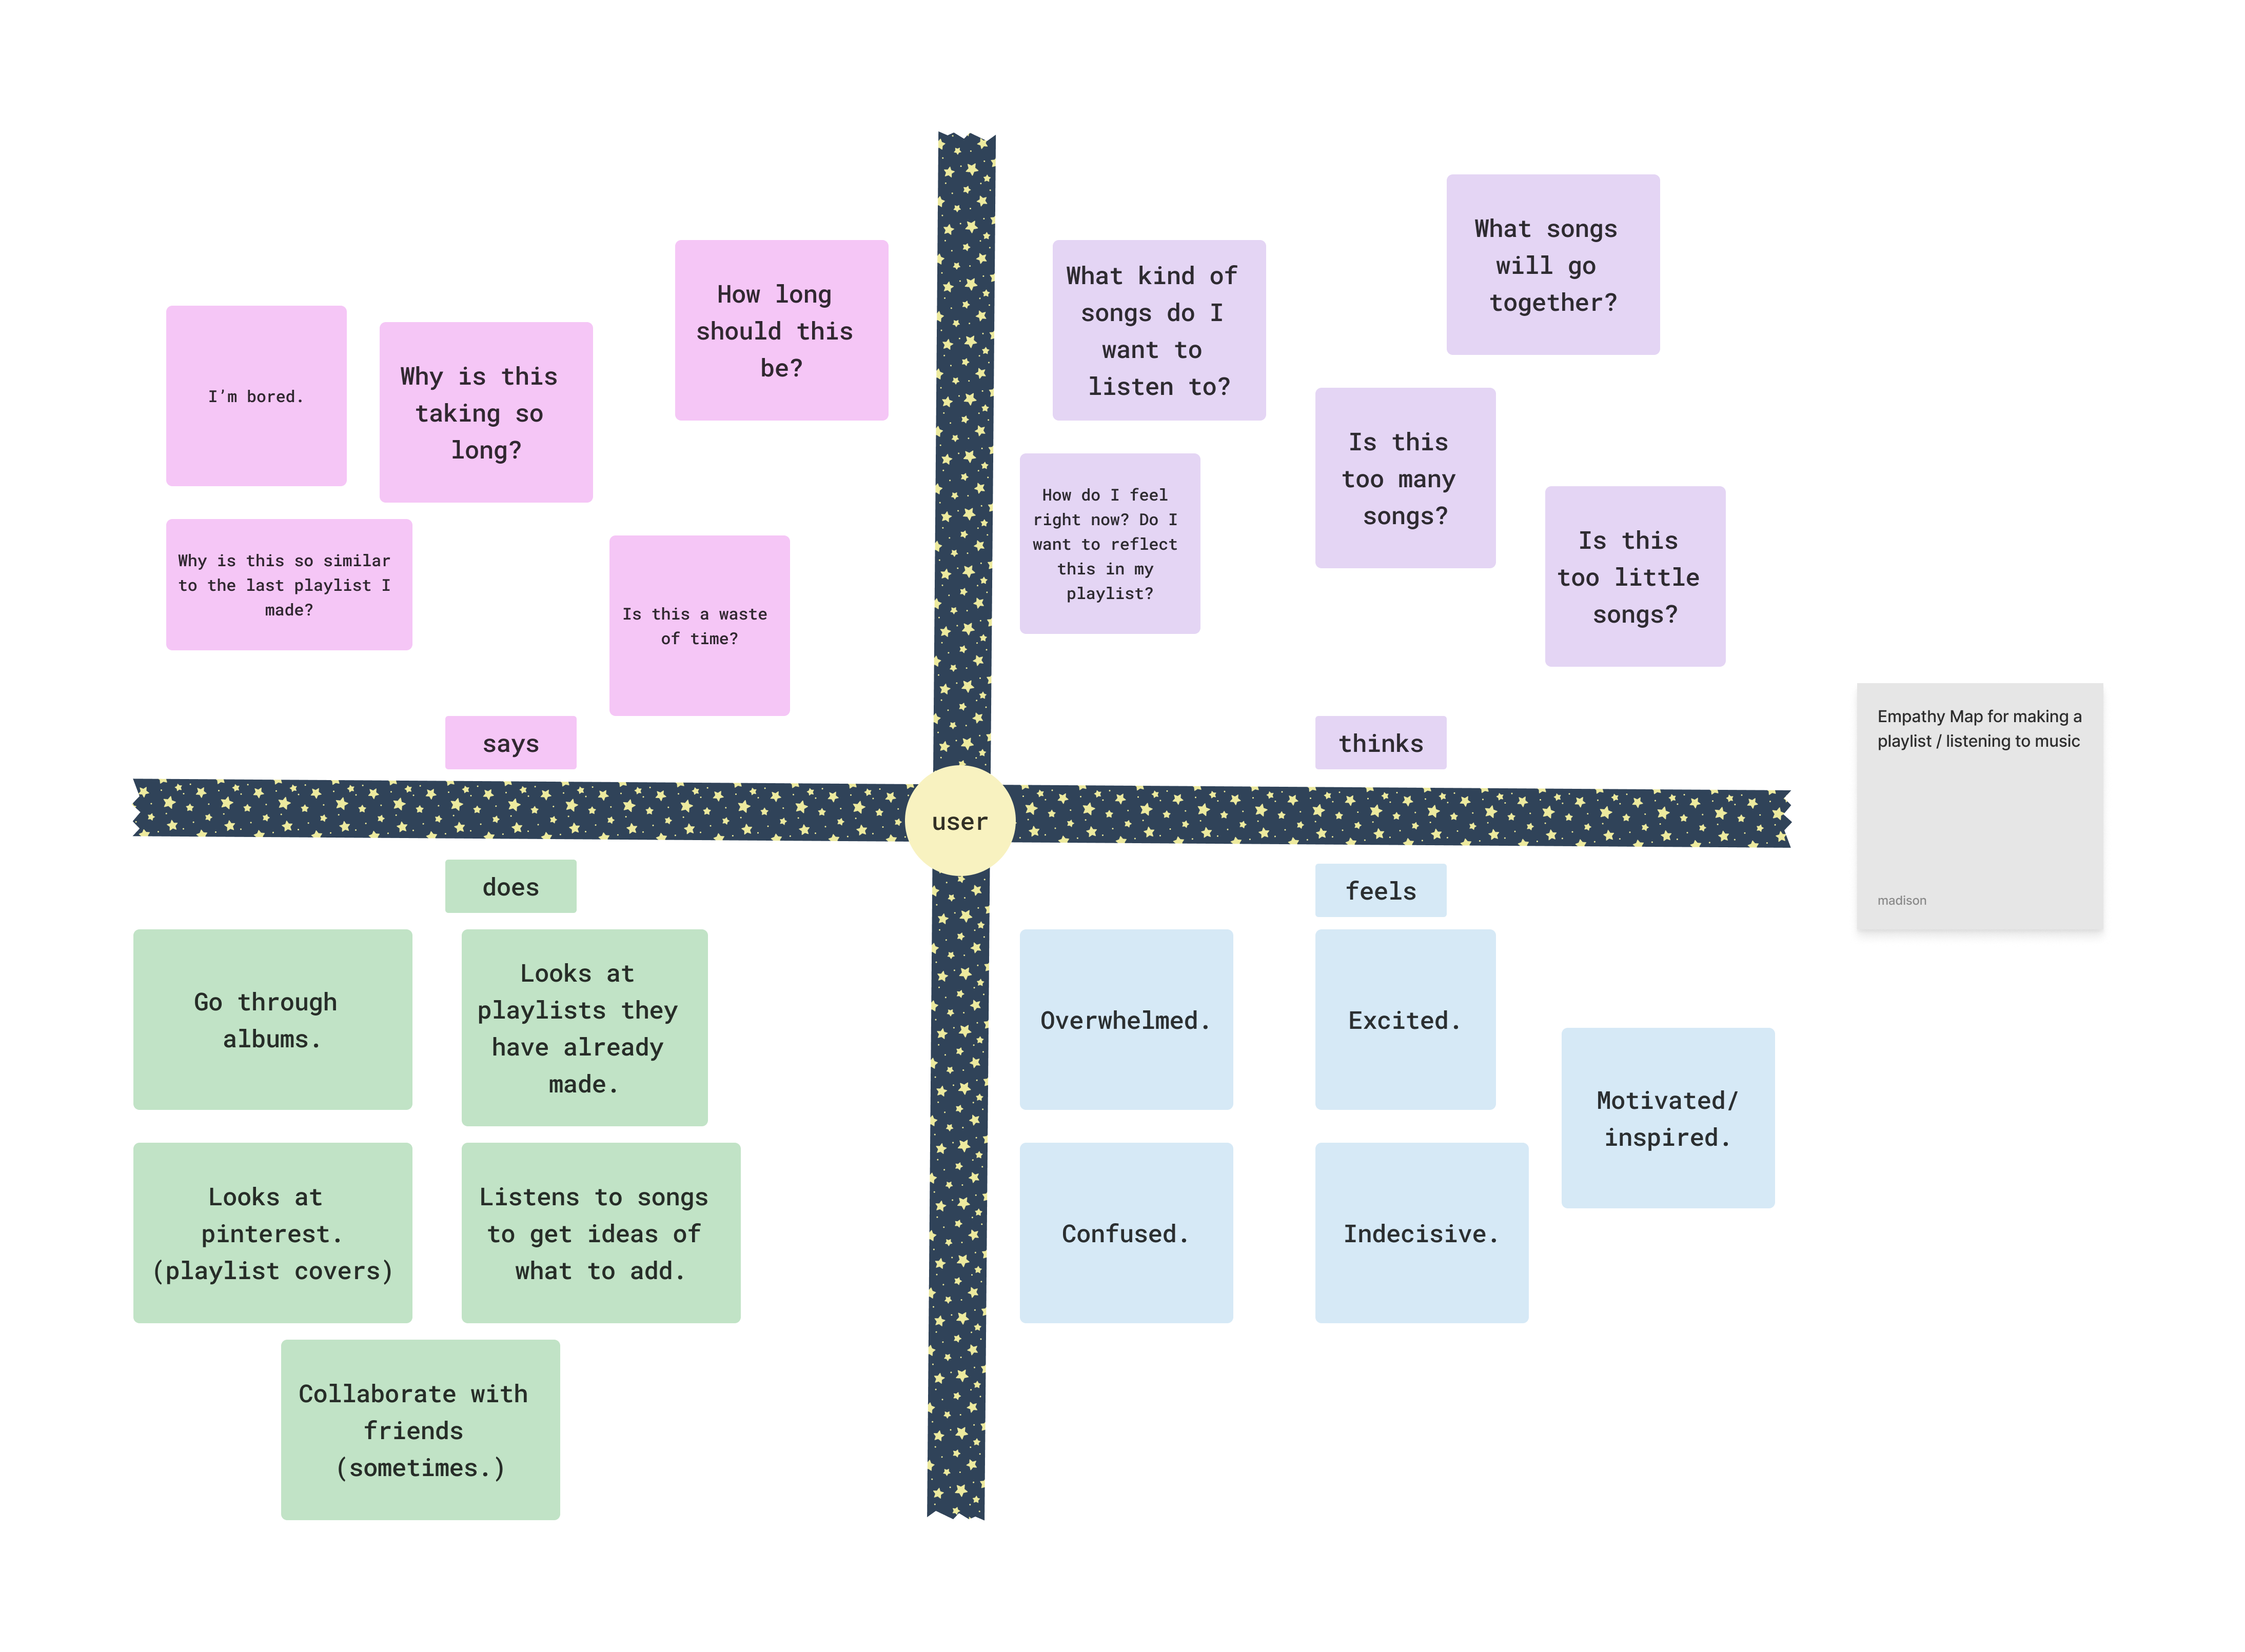 I’m bored.
Why is this
taking so
long?
How long
should this
be?
Why is this so similar
to the last playlist I
made?
Is this a waste
of time?
says
What kind of
songs do I
want to
listen to?
What songs
will go
together?
How do I feel
right now? Do I
want to reflect
this in my
playlist?
Is this
too many
songs?
Is this
too little
songs?
thinks
Empathy Map for making a
playlist / listening to music
madison
user
does
Go through
albums.
Looks at
playlists they
have already
made.
Looks at
pinterest.
(playlist covers)
Listens to songs
to get ideas of
what to add.
Collaborate with
friends
(sometimes.)
feels
Overwhelmed.
Excited.
Motivated/
inspired.
Confused.
Indecisive.